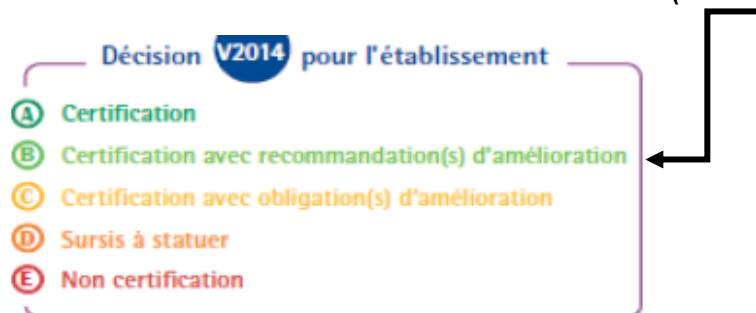 (
Décision V2014 pour l'établissement
A Certification
B Certification avec recommandation(s) d'amélioration
C Certification avec obligation(s) d'amélioration
D Sursis à statuer
E Non certification